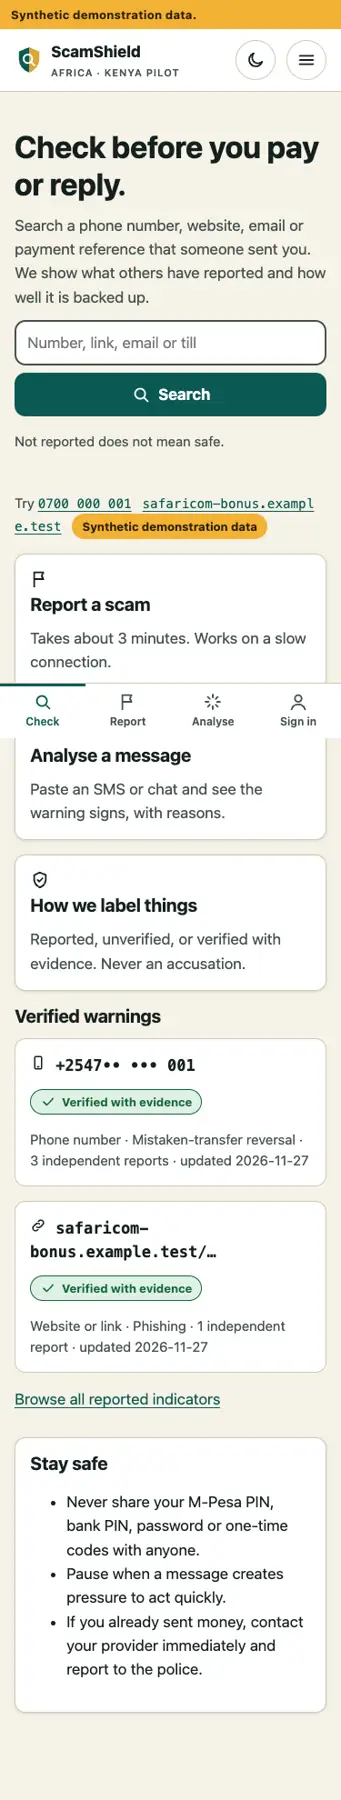 Synthetic demonstration data.
ScamShield
AFRICA · KENYA PILOT
Check before you pay
or reply.
Search a phone number, website, email or
payment reference that someone sent you.
We show what others have reported and how
well it is backed up.
Number, link, email or till
Search
Not reported does not mean safe.
Try 0700 000 001 safaricom-bonus.exampl
e.test Synthetic demonstration data
Report a scam
Takes about 3 minutes. Works on a slow
connection.
Check Report Analyse Sign in
Analyse a message
Paste an SMS or chat and see the
warning signs, with reasons.
How we label things
Reported, unverified, or verified with
evidence. Never an accusation.
Verified warnings
+2547•• ••• 001
Verified with evidence
Phone number · Mistaken-transfer reversal ·
3 independent reports · updated 2026-11-27
safaricom-
bonus.example.test/…
Verified with evidence
Website or link · Phishing · 1 independent
report · updated 2026-11-27
Browse all reported indicators
Stay safe
• Never share your M-Pesa PIN,
bank PIN, password or one-time
codes with anyone.
• Pause when a message creates
pressure to act quickly.
• If you already sent money, contact
your provider immediately and
report to the police.